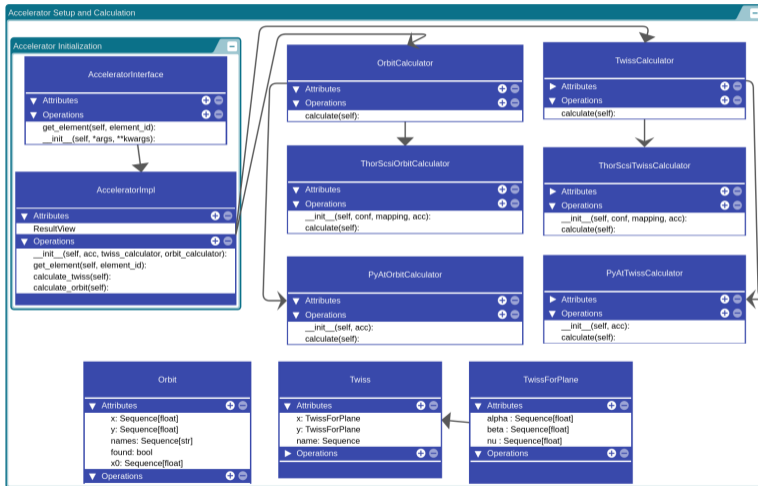 Accelerator Setup and Calculation
Accelerator Initialization
AcceleratorInterface
Attributes
Operations
get_element(self, element_id):
__init__(self, *args, **kwargs):
AcceleratorImpl
Attributes
ResultView
Operations
__init__(self, acc, twiss_calculator, orbit_calculator):
get_element(self, element_id):
calculate_twiss(self):
calculate_orbit(self):
OrbitCalculator
Attributes
Operations
calculate(self):
TwissCalculator
Attributes
Operations
calculate(self):
ThorScsiOrbitCalculator
Attributes
Operations
__init__(self, conf, mapping, acc):
calculate(self):
ThorScsiTwissCalculator
Attributes
Operations
__init__(self, conf, mapping, acc):
calculate(self):
PyAtOrbitCalculator
Attributes
Operations
__init__(self, acc):
calculate(self):
PyAtTwissCalculator
Attributes
Operations
__init__(self, acc):
calculate(self):
Orbit
Attributes
x: Sequence[float]
y: Sequence[float]
names: Sequence[str]
found: bool
x0: Sequence[float]
Operations
Twiss
Attributes
x: TwissForPlane
y: TwissForPlane
name: Sequence
Operations
TwissForPlane
Attributes
alpha : Sequence[float]
beta : Sequence[float]
nu : Sequence[float]
Operations